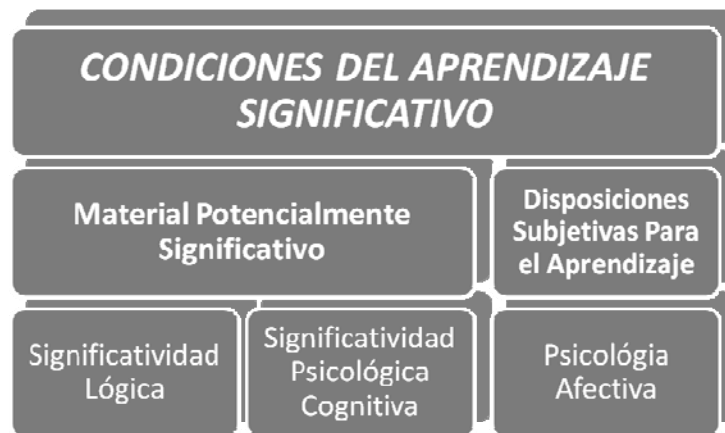 CONDICIONES DEL APRENDIZAJE
SIGNIFICATIVO
Material Potencialmente
Significativo
Disposiciones
Subjetivas Para
el Aprendizaje
Significatividad
Lógica
Significatividad
Psicológica
Cognitiva
Psicológia
Afectiva